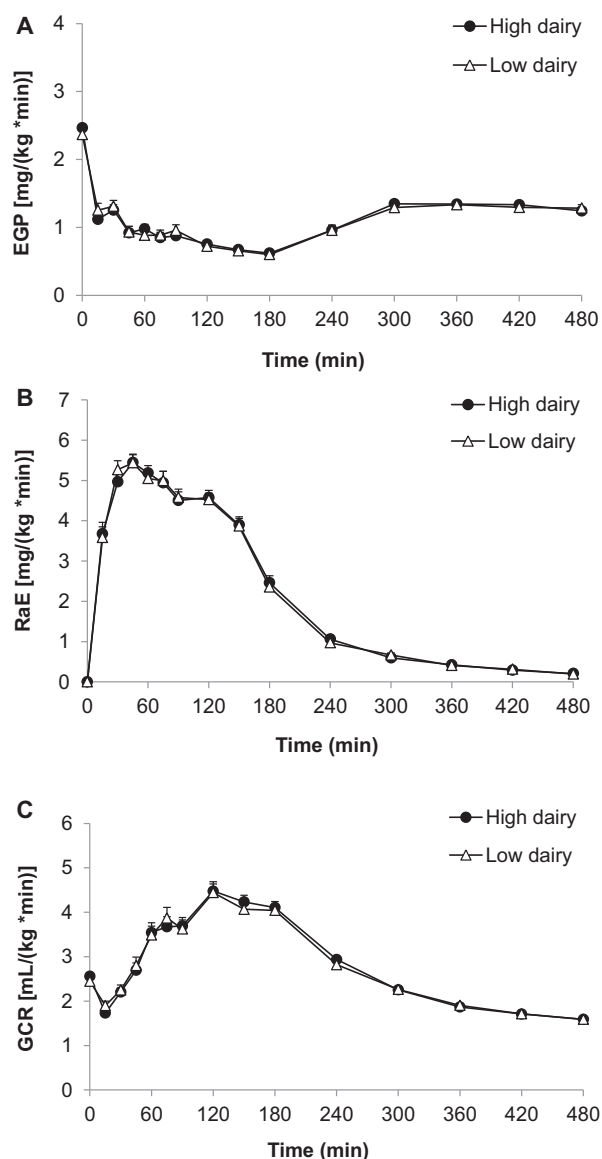 A
High dairy
Low dairy
EGP [mg/(kg *min)]
4
3
2
1
0
0 60 120 180 240 300 360 420 480
Time (min)
B
High dairy
Low dairy
RaE [mg/(kg *min)]
7
6
5
4
3
2
1
0
0 60 120 180 240 300 360 420 480
Time (min)
C
High dairy
Low dairy
GCR [mL/(kg *min)]
6
5
4
3
2
1
0
0 60 120 180 240 300 360 420 480
Time (min)